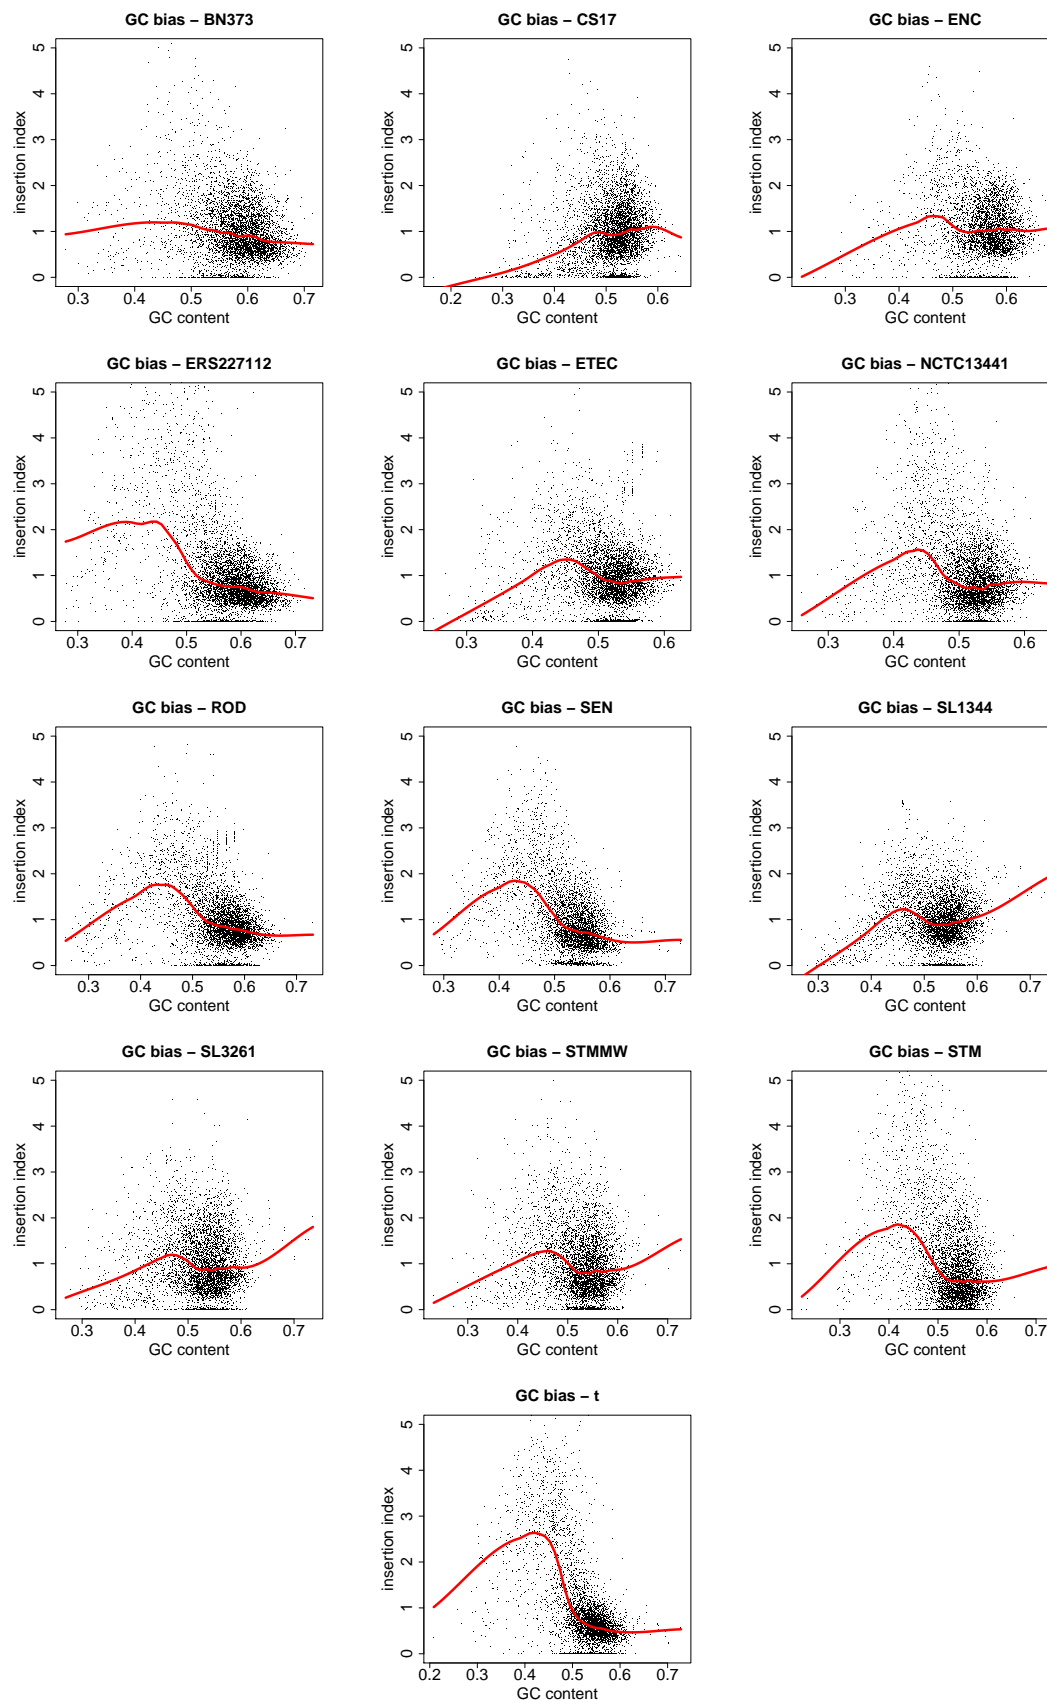 GC bias – BN373
GC bias – CS17
GC bias – ENC
insertion index
0 1 2 3 4 5
0.3 0.4 0.5 0.6 0.7
GC content
insertion index
0 1 2 3 4 5
0.2 0.3 0.4 0.5 0.6
GC content
insertion index
0 1 2 3 4 5
0.3 0.4 0.5 0.6
GC content
GC bias – ERS227112
GC bias – ETEC
GC bias – NCTC13441
insertion index
0 1 2 3 4 5
0.3 0.4 0.5 0.6 0.7
GC content
insertion index
0 1 2 3 4 5
0.3 0.4 0.5 0.6
GC content
insertion index
0 1 2 3 4 5
0.3 0.4 0.5 0.6
GC content
GC bias – ROD
GC bias – SEN
GC bias – SL1344
insertion index
0 1 2 3 4 5
0.3 0.4 0.5 0.6 0.7
GC content
insertion index
0 1 2 3 4 5
0.3 0.4 0.5 0.6 0.7
GC content
insertion index
0 1 2 3 4 5
0.3 0.4 0.5 0.6 0.7
GC content
GC bias – SL3261
GC bias – STMMW
GC bias – STM
insertion index
0 1 2 3 4 5
0.3 0.4 0.5 0.6 0.7
GC content
insertion index
0 1 2 3 4 5
0.3 0.4 0.5 0.6 0.7
GC content
insertion index
0 1 2 3 4 5
0.3 0.4 0.5 0.6 0.7
GC content
GC bias – t
insertion index
0 1 2 3 4 5
0.2 0.3 0.4 0.5 0.6 0.7
GC content